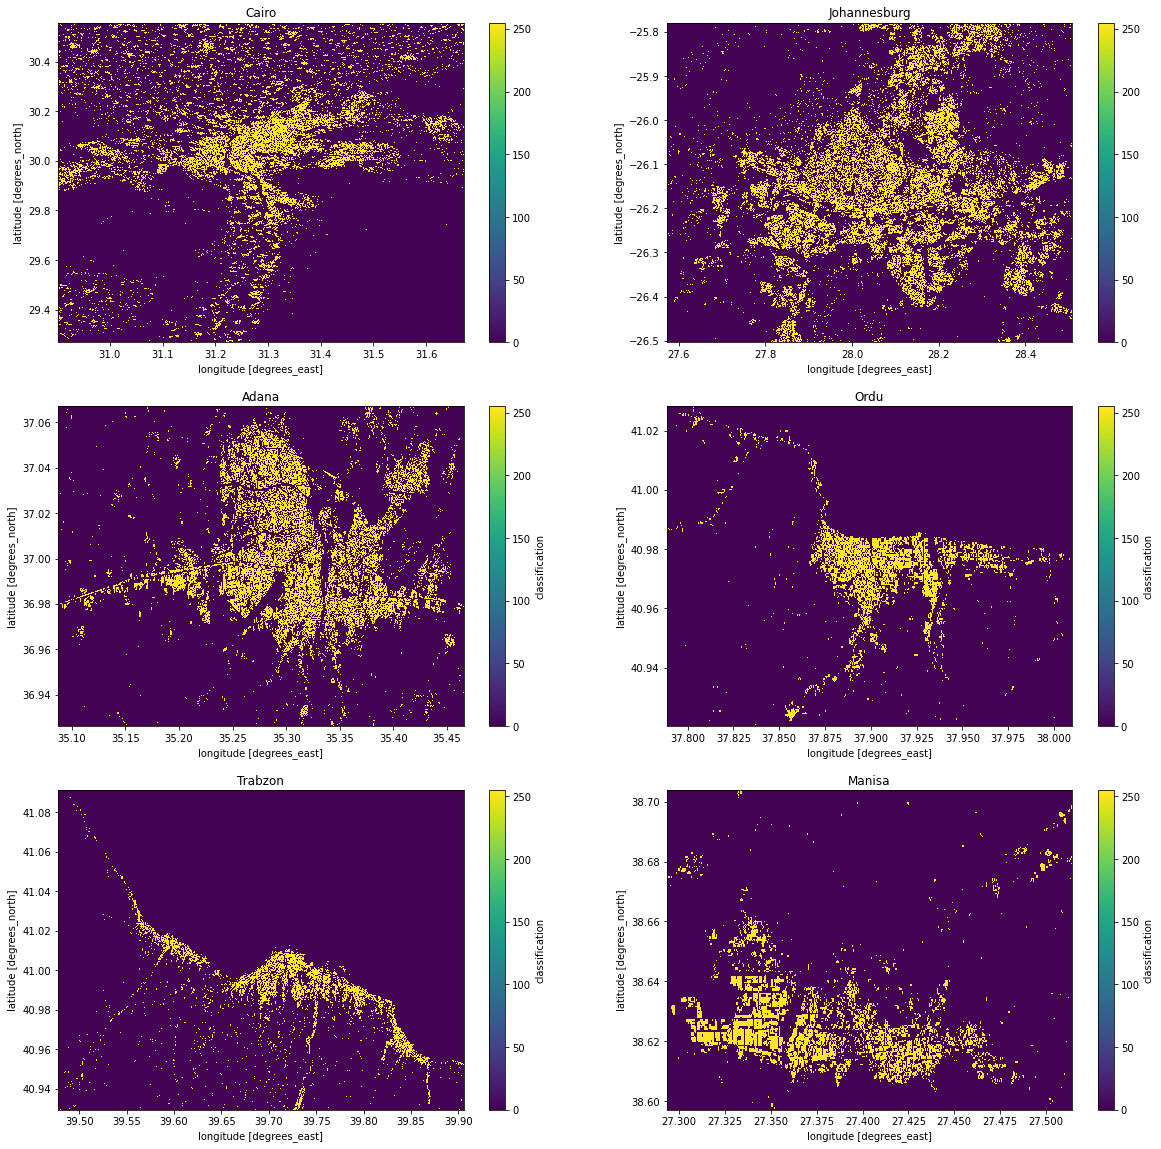 Cairo
latitude [degrees_north]
30.4
30.2
30.0
29.8
29.6
29.4
31.0 31.1 31.2 31.3 31.4 31.5 31.6
longitude [degrees_east]
250
200
150
100
50
0
Johannesburg
latitude [degrees_north]
−25.8
−25.9
−26.0
−26.1
−26.2
−26.3
−26.4
−26.5
27.6 27.8 28.0 28.2 28.4
longitude [degrees_east]
250
200
150
100
50
0
Adana
latitude [degrees_north]
37.06
37.04
37.02
37.00
36.98
36.96
36.94
35.10 35.15 35.20 35.25 35.30 35.35 35.40 35.45
longitude [degrees_east]
250
200
150
100
50
0
classification
Ordu
latitude [degrees_north]
41.02
41.00
40.98
40.96
40.94
37.800 37.825 37.850 37.875 37.900 37.925 37.950 37.975 38.000
longitude [degrees_east]
250
200
150
100
50
0
classification
Trabzon
latitude [degrees_north]
41.08
41.06
41.04
41.02
41.00
40.98
40.96
40.94
39.50 39.55 39.60 39.65 39.70 39.75 39.80 39.85 39.90
longitude [degrees_east]
250
200
150
100
50
0
classification
Manisa
latitude [degrees_north]
38.70
38.68
38.66
38.64
38.62
38.60
27.300 27.325 27.350 27.375 27.400 27.425 27.450 27.475 27.500
longitude [degrees_east]
250
200
150
100
50
0
classification